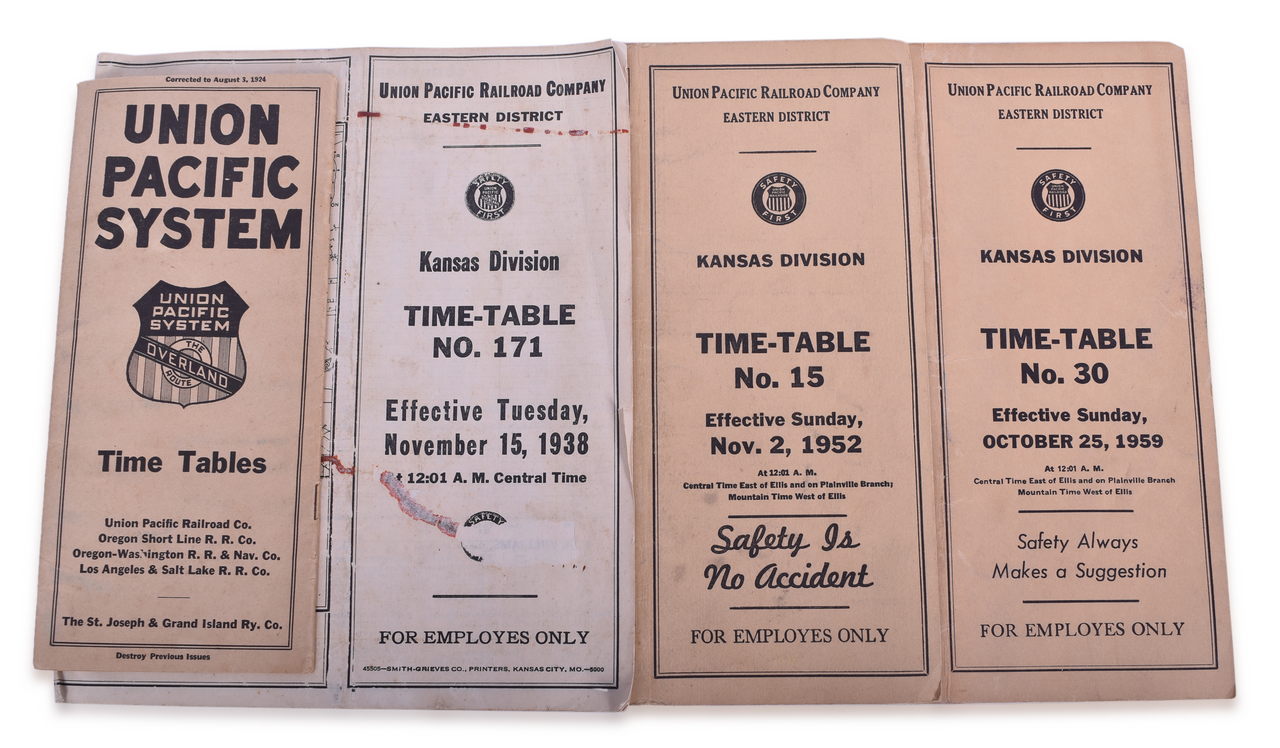 Corrected to August 3, 1924
UNION
PACIFIC
SYSTEM
UNION
PACIFIC
SYSTEM
THE
OVERLAND
ROUTE
Time Tables
Union Pacific Railroad Co.
Oregon Short Line R. R. Co.
Oregon-Washington R. R. & Nav. Co.
Los Angeles & Salt Lake R. R. Co.
The St. Joseph & Grand Island Ry. Co.
Destroy Previous Issues
UNION PACIFIC RAILROAD COMPANY
EASTERN DISTRICT
SAFETY
UNION
PACIFIC
FIRST
Kansas Division
TIME-TABLE
NO. 171
Effective Tuesday,
November 15, 1938
At 12:01 A. M. Central Time
SAFETY
FOR EMPLOYES ONLY
45505—SMITH-GRIEVES CO., PRINTERS, KANSAS CITY, MO.—5900
UNION PACIFIC RAILROAD COMPANY
EASTERN DISTRICT
SAFETY
FIRST
KANSAS DIVISION
TIME-TABLE
No. 15
Effective Sunday,
Nov. 2, 1952
At 12:01 A. M.
Central Time East of Ellis and on Plainville Branch;
Mountain Time West of Ellis
Safety Is
No Accident
FOR EMPLOYES ONLY
UNION PACIFIC RAILROAD COMPANY
EASTERN DISTRICT
SAFETY
FIRST
KANSAS DIVISION
TIME-TABLE
No. 30
Effective Sunday,
OCTOBER 25, 1959
At 12:01 A. M.
Central Time East of Ellis and on Plainville Branch
Mountain Time West of Ellis
Safety Always
Makes a Suggestion
FOR EMPLOYES ONLY